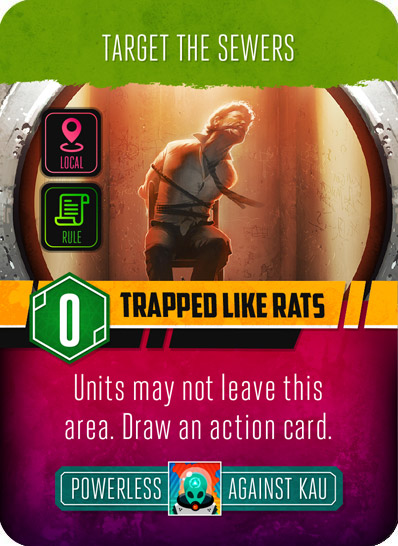 TARGET THE SEWERS
LOCAL
RULE
0 TRAPPED LIKE RATS
Units may not leave this
area. Draw an action card.
POWERLESS AGAINST KAU